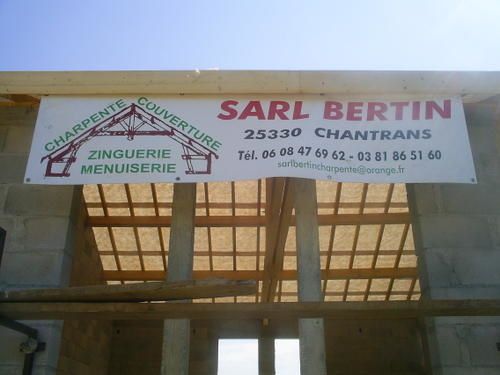 CHARPENTE COUVERTURE
ZINGUERIE
MENUISERIE
SARL BERTIN
25330 CHANTRANS
Tél. 06 08 47 69 62 - 03 81 86 51 60
sarlbertincharpente@orange.fr